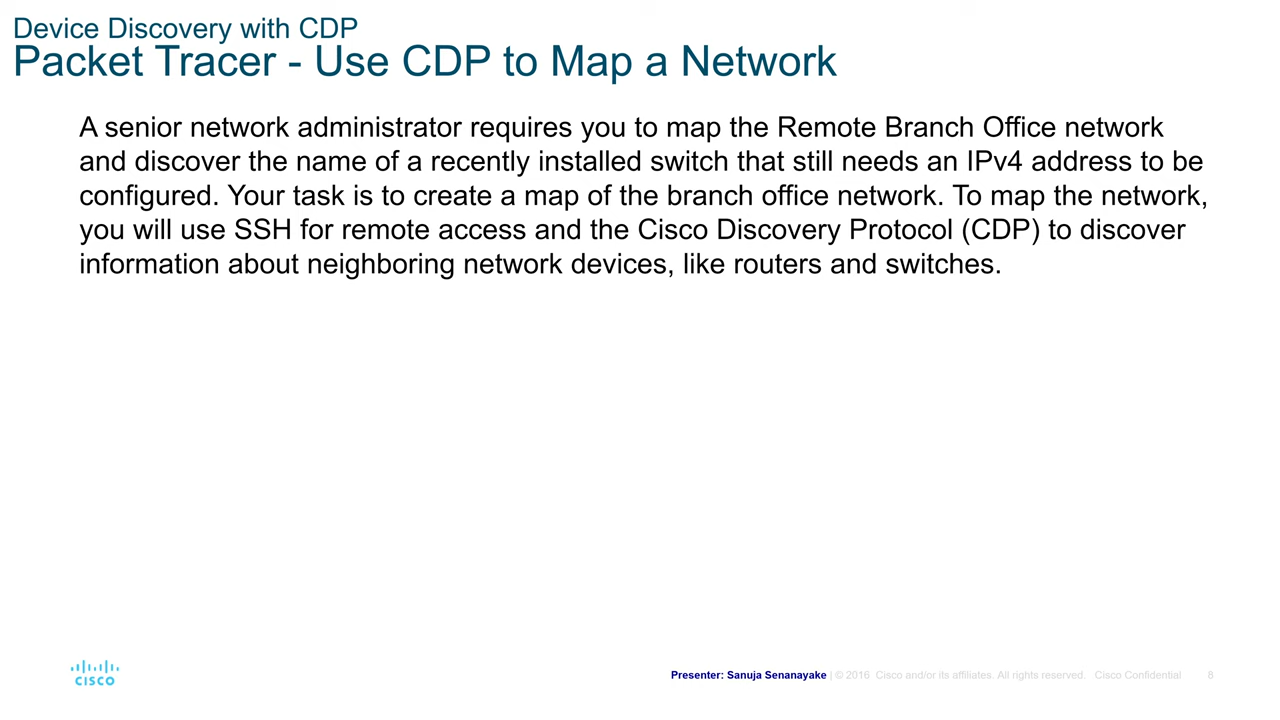 Device Discovery with CDP
Packet Tracer - Use CDP to Map a Network
A senior network administrator requires you to map the Remote Branch Office network
and discover the name of a recently installed switch that still needs an IPv4 address to be
configured. Your task is to create a map of the branch office network. To map the network,
you will use SSH for remote access and the Cisco Discovery Protocol (CDP) to discover
information about neighboring network devices, like routers and switches.
CISCO
Presenter: Sanuja Senanayake | © 2016 Cisco and/or its affiliates. All rights reserved. Cisco Confidential 8